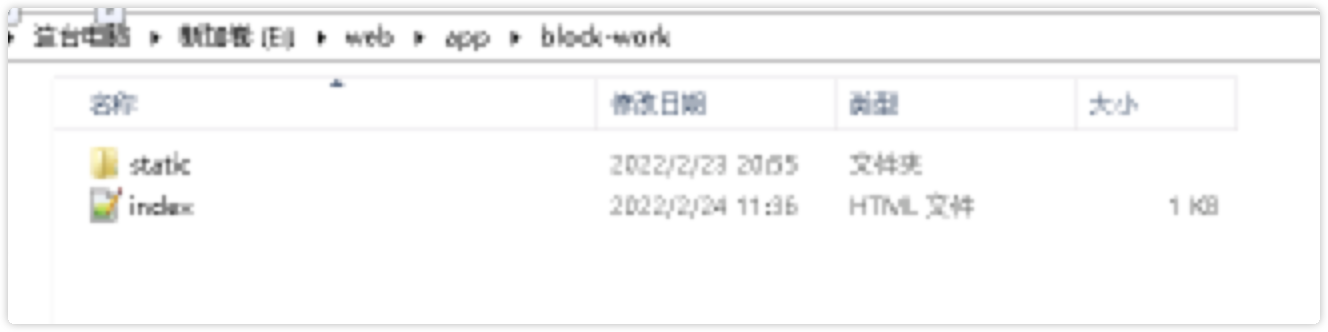 这台电脑 ▸ 新加卷 (E:) ▸ web ▸ app ▸ block-work
名称 修改日期 类型 大小
static 2022/2/23 20:55 文件夹
index 2022/2/24 11:36 HTML 文件 1 KB